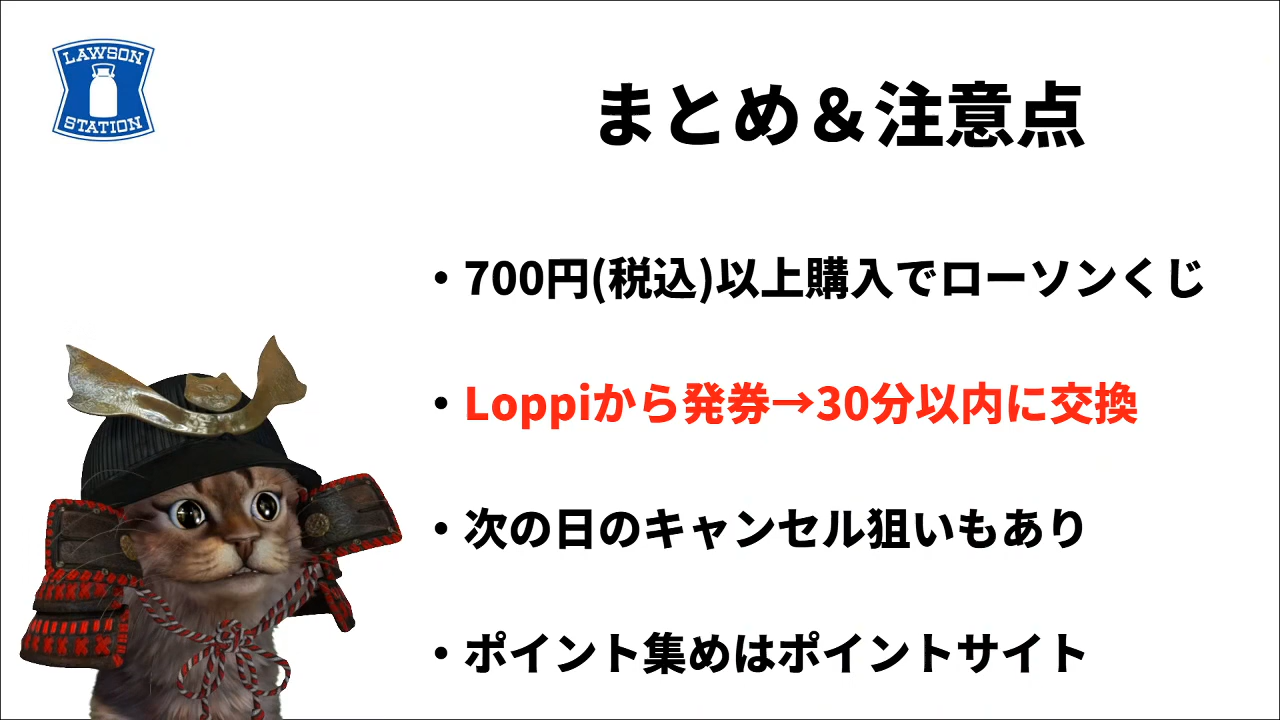 LAWSON
STATION
まとめ＆注意点
・700円(税込)以上購入でローソンくじ
・Loppiから発券→30分以内に交換
・次の日のキャンセル狙いもあり
・ポイント集めはポイントサイト